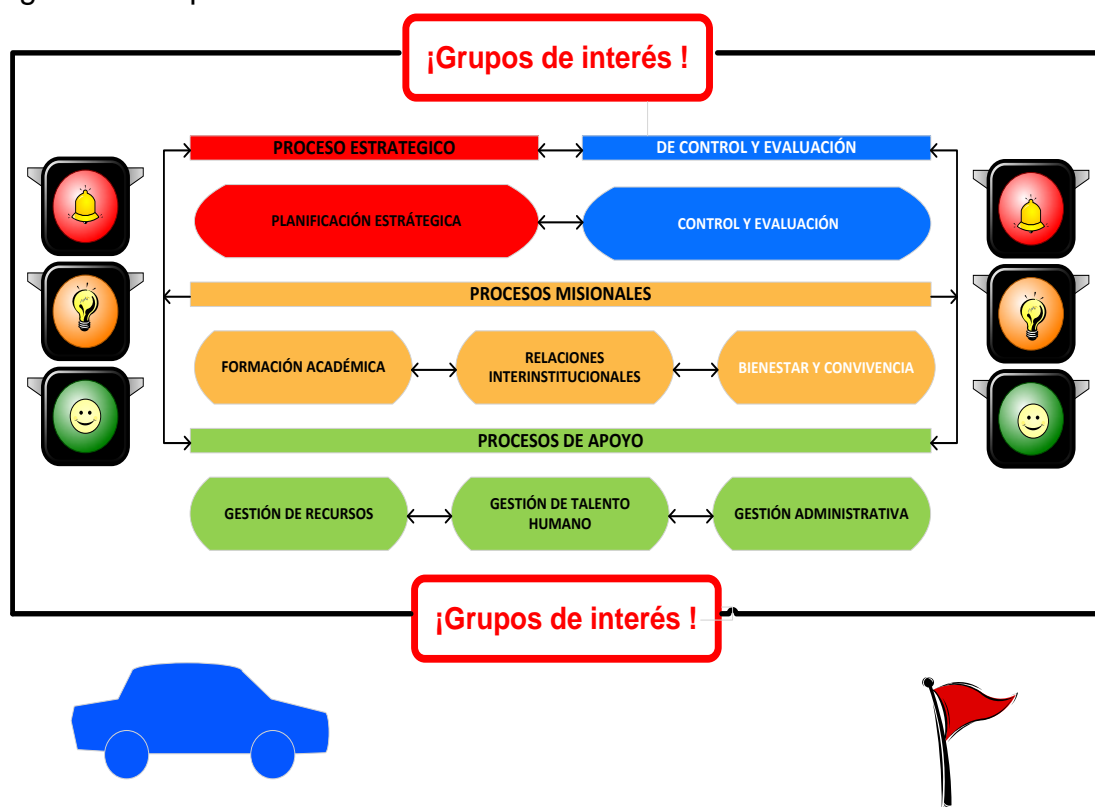 ¡Grupos de interés !
PROCESO ESTRATEGICO
DE CONTROL Y EVALUACIÓN
PLANIFICACIÓN ESTRÁTEGICA
CONTROL Y EVALUACIÓN
PROCESOS MISIONALES
FORMACIÓN ACADÉMICA
RELACIONES
INTERINSTITUCIONALES
BIENESTAR Y CONVIVENCIA
PROCESOS DE APOYO
GESTIÓN DE RECURSOS
GESTIÓN DE TALENTO
HUMANO
GESTIÓN ADMINISTRATIVA
¡Grupos de interés !